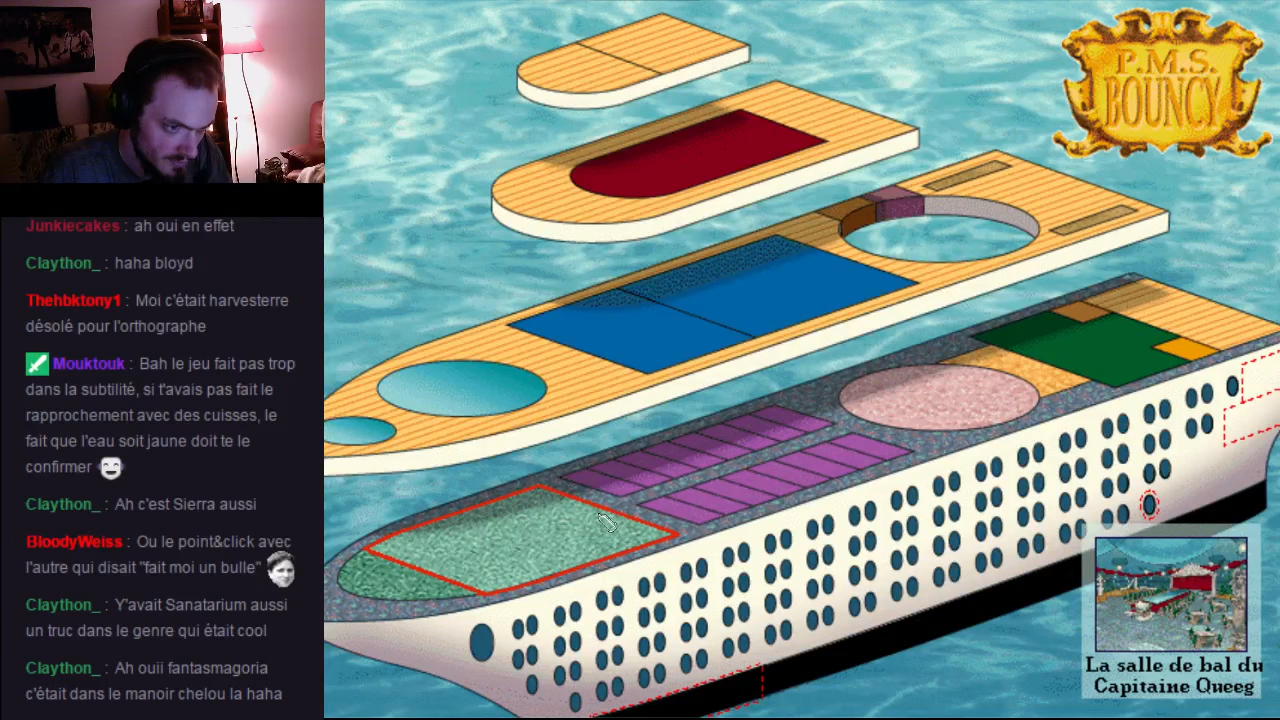 P.M.S.
BOUNCY
Junkiecakes : ah oui en effet
Claython_ : haha bloyd
Thehbktony1 : Moi c'était harvesterre
désolé pour l'orthographe
Mouktouk : Bah le jeu fait pas trop
dans la subtilité, si t'avais pas fait le
rapprochement avec des cuisses, le
fait que l'eau soit jaune doit te le
confirmer
Claython_ : Ah c'est Sierra aussi
BloodyWeiss : Ou le point&click avec
l'autre qui disait "fait moi un bulle"
Claython_ : Y'avait Sanatarium aussi
un truc dans le genre qui était cool
Claython_ : Ah ouii fantasmagoria
c'était dans le manoir chelou la haha
La salle de bal du
Capitaine Queeg